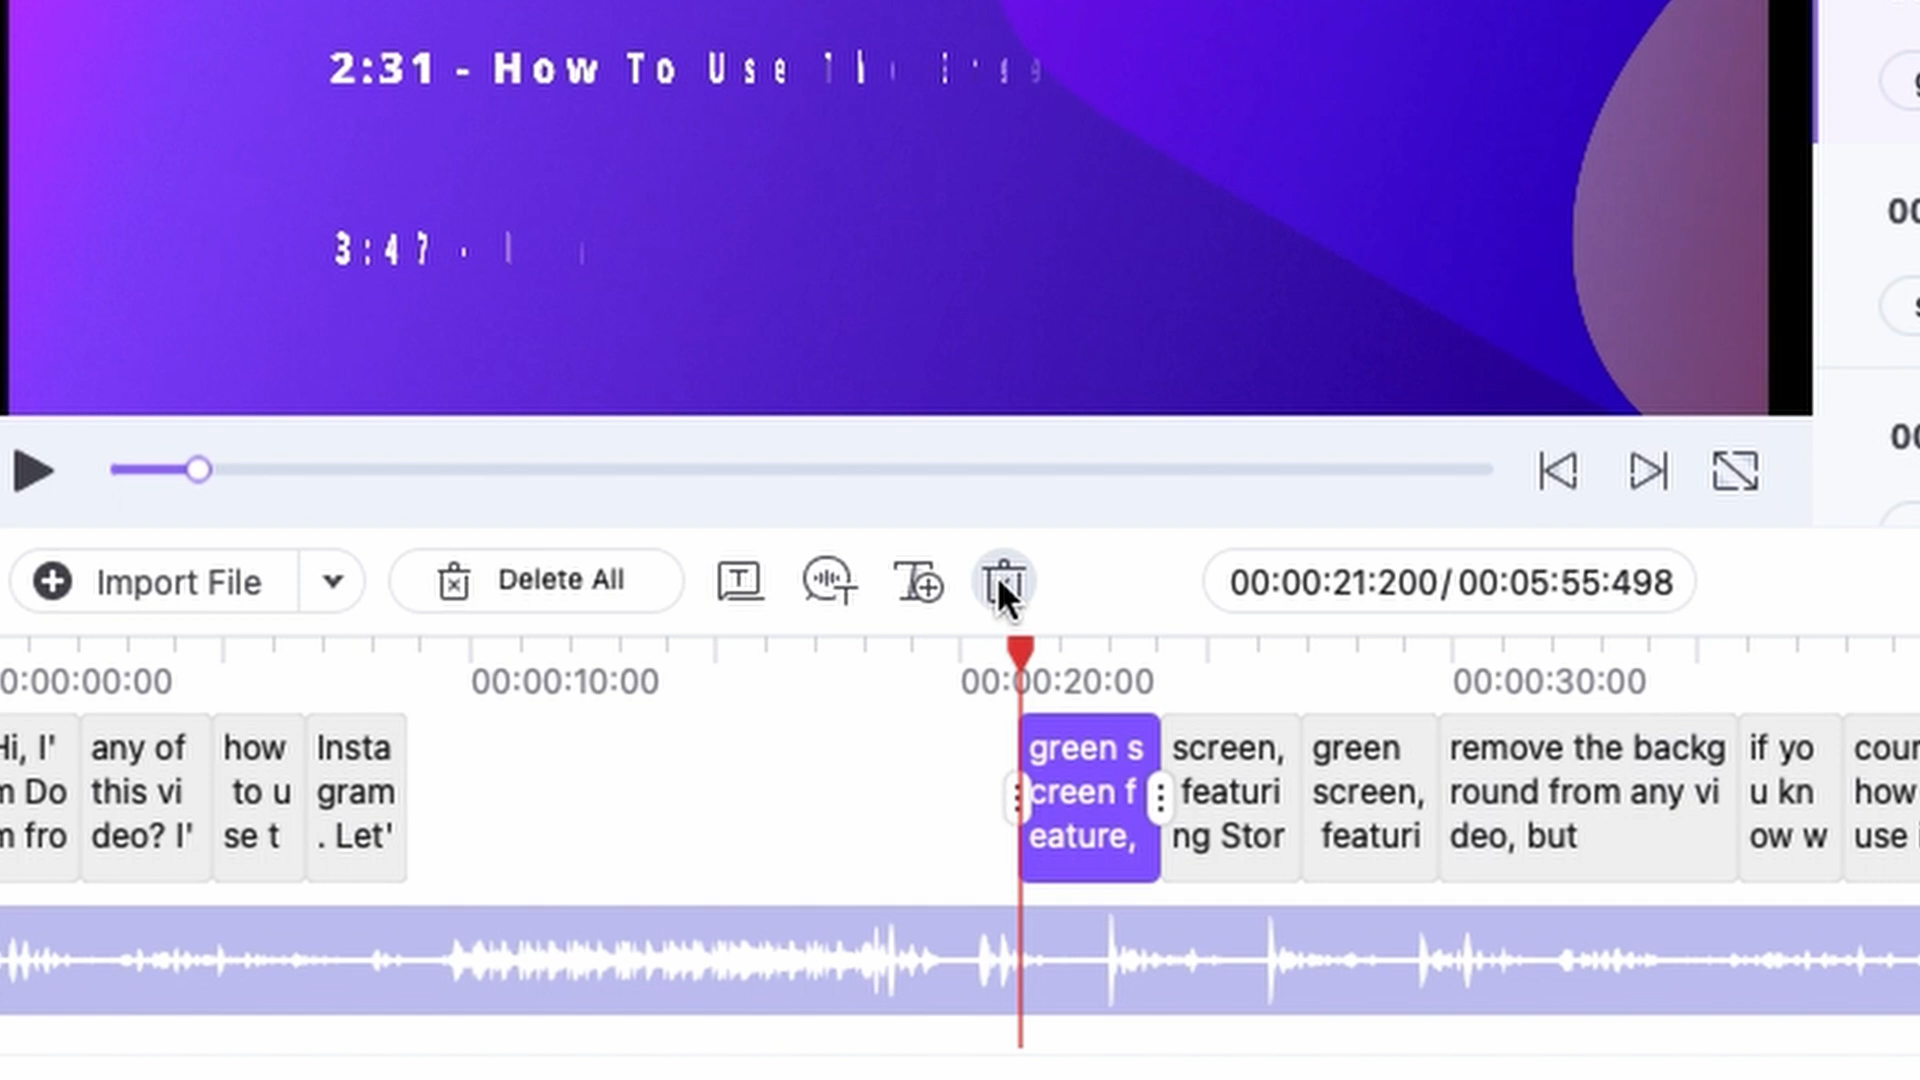 2:31 - How To Use
3:47 -
Import File
Delete All
00:00:21:200/00:05:55:498
0:00:00:00
00:00:10:00
00:00:20:00
00:00:30:00
Hi, I'
m Do
m fro
any of
this vi
deo? I'
how
to u
se t
Insta
gram
. Let'
green s
creen f
eature,
screen,
featuri
ng Stor
green
screen,
featuri
remove the backg
round from any vi
deo, but
if yo
u kn
ow w
cour
how
use
00
00